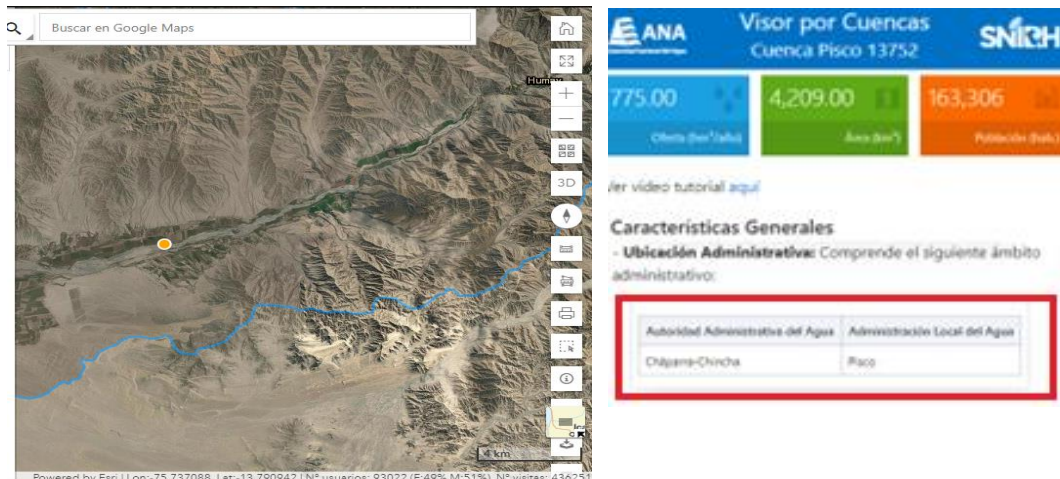 Buscar en Google Maps
Humay
3D
4 km
Powered by Esri | Lon:-75.737088, Lat:-13.790942 | N° usuarios: 93022 (F:49% M:51%), N° visitas: 436251
ANA
Visor por Cuencas
Cuenca Pisco 13752
SNIRH
775.00
Oferta (hm³/año)
4,209.00
Área (km²)
163,306
Población (hab.)
Ver video tutorial aquí
Características Generales
- Ubicación Administrativa: Comprende el siguiente ámbito
administrativo:
Autoridad Administrativa del Agua Administración Local del Agua
Cháparra-Chincha Pisco